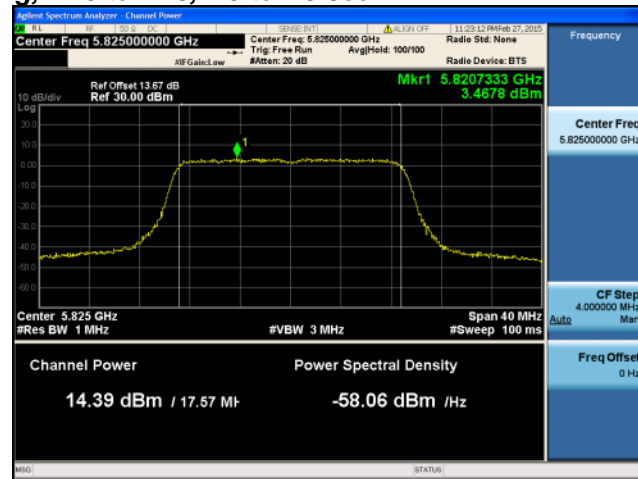 Agilent Spectrum Analyzer - Channel Power
RL RF 50 Ω DC SENSE:INT ALIGN OFF 11:23:12 PM Feb 27, 2015
Center Freq 5.825000000 GHz Center Freq: 5.825000000 GHz Radio Std: None
Trig: Free Run Avg|Hold: 100/100
#IFGain:Low #Atten: 20 dB Radio Device: BTS
Frequency
Ref Offset 13.67 dB Mkr1 5.8207333 GHz
10 dB/div Ref 30.00 dBm 3.4678 dBm
Log
20.0
10.0
0.00
-10.0
-20.0
-30.0
-40.0
-50.0
-60.0
1
Center 5.825 GHz Span 40 MHz
#Res BW 1 MHz #VBW 3 MHz #Sweep 100 ms
Channel Power Power Spectral Density
14.39 dBm / 17.57 MH -58.06 dBm /Hz
Center Freq
5.825000000 GHz
CF Step
4.000000 MHz
Auto Man
Freq Offset
0 Hz
MSG STATUS